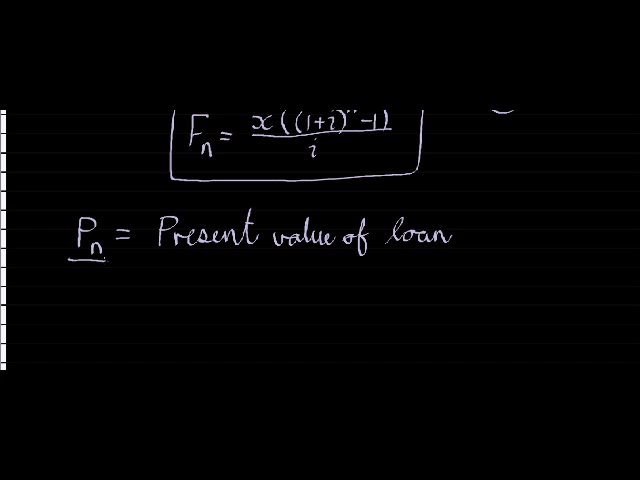 Fₙ = x((1+i)ⁿ-1)/i
Pₙ = Present value of loan